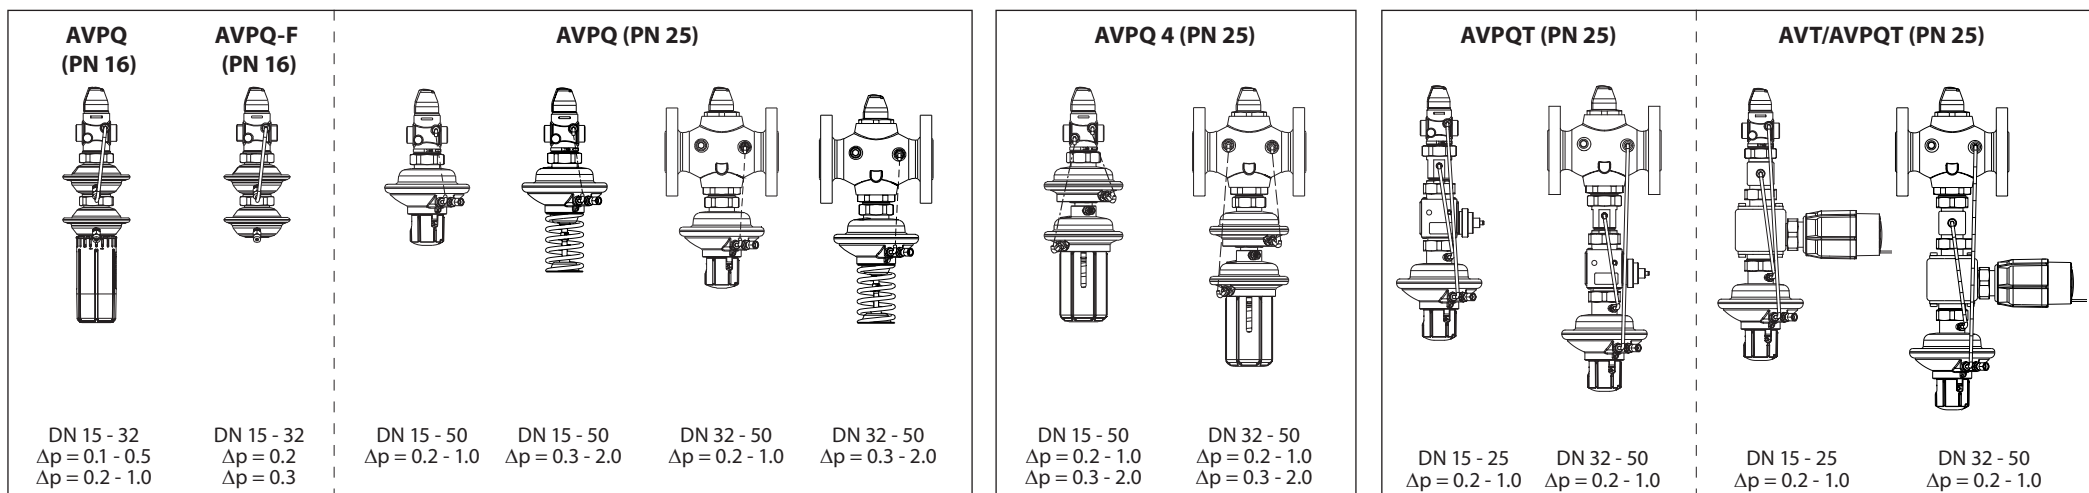 AVPQ
(PN 16)
AVPQ-F
(PN 16)
AVPQ (PN 25)
AVPQ 4 (PN 25)
AVPQT (PN 25)
AVT/AVPQT (PN 25)
DN 15 - 32
Δp = 0.1 - 0.5
Δp = 0.2 - 1.0
DN 15 - 32
Δp = 0.2
Δp = 0.3
DN 15 - 50
Δp = 0.2 - 1.0
DN 15 - 50
Δp = 0.3 - 2.0
DN 32 - 50
Δp = 0.2 - 1.0
DN 32 - 50
Δp = 0.3 - 2.0
DN 15 - 50
Δp = 0.2 - 1.0
Δp = 0.3 - 2.0
DN 32 - 50
Δp = 0.2 - 1.0
Δp = 0.3 - 2.0
DN 15 - 25
Δp = 0.2 - 1.0
DN 32 - 50
Δp = 0.2 - 1.0
DN 15 - 25
Δp = 0.2 - 1.0
DN 32 - 50
Δp = 0.2 - 1.0